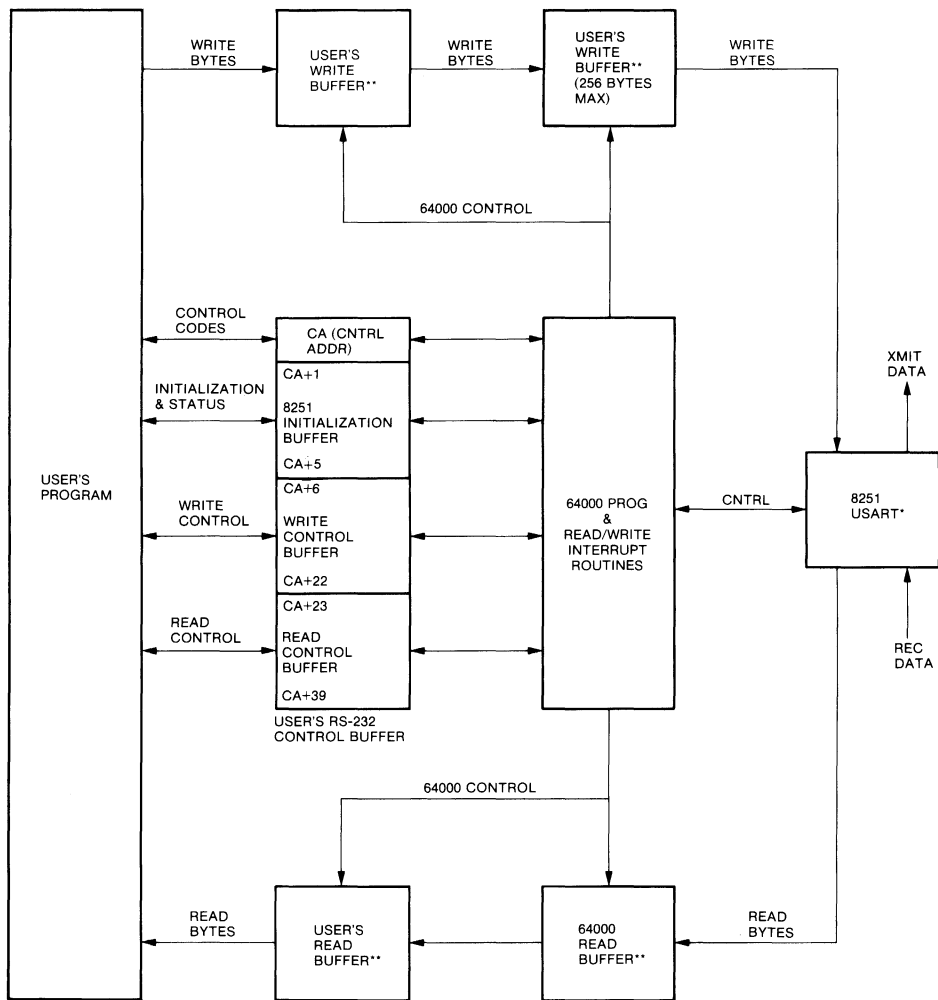 WRITE
BYTES
USER'S
WRITE
BUFFER**
WRITE
BYTES
USER'S
WRITE
BUFFER**
(256 BYTES
MAX)
WRITE
BYTES
64000 CONTROL
CONTROL
CODES
CA (CNTRL
ADDR)
INITIALIZATION
& STATUS
CA+1
8251
INITIALIZATION
BUFFER
CA+5
XMIT
DATA
USER'S
PROGRAM
WRITE
CONTROL
CA+6
WRITE
CONTROL
BUFFER
CA+22
64000 PROG
&
READ/WRITE
INTERRUPT
ROUTINES
CNTRL
8251
USART*
READ
CONTROL
CA+23
READ
CONTROL
BUFFER
CA+39
REC
DATA
USER'S RS-232
CONTROL BUFFER
64000 CONTROL
READ
BYTES
USER'S
READ
BUFFER**
64000
READ
BUFFER**
READ
BYTES